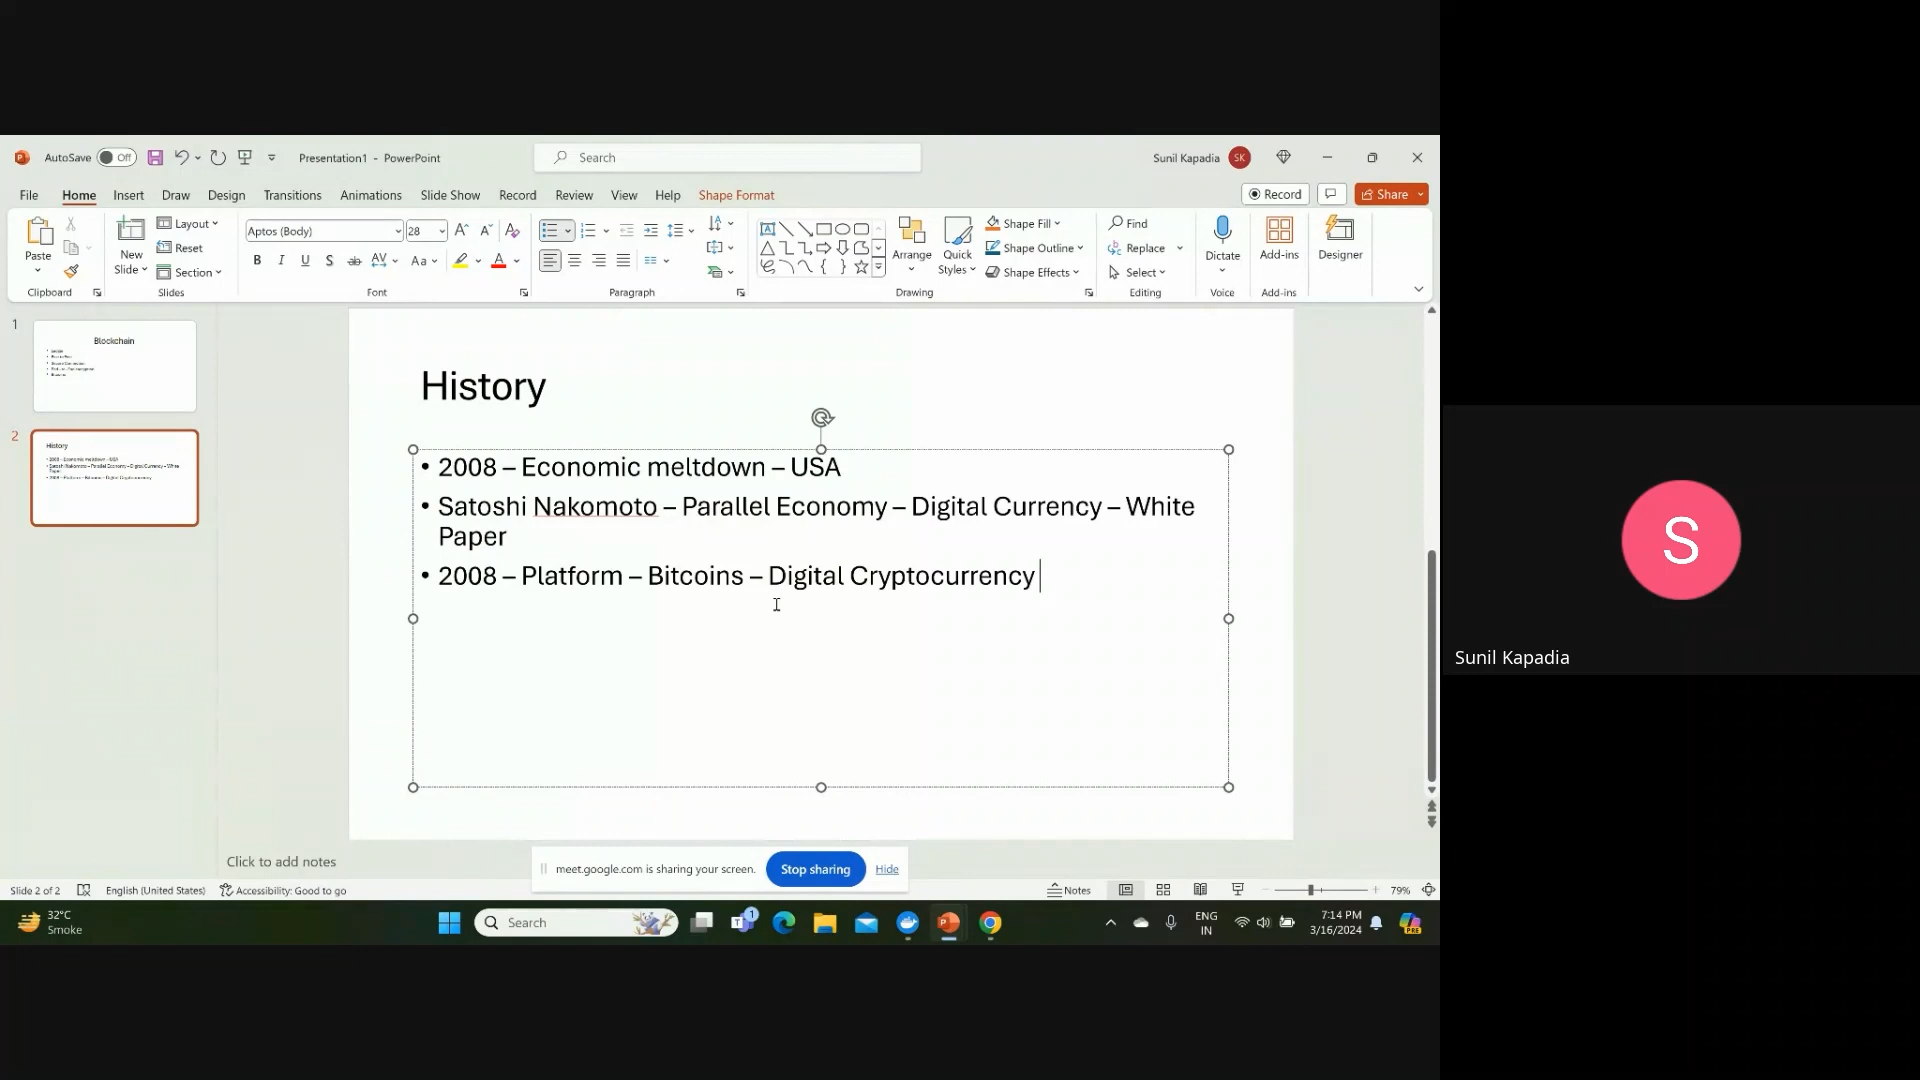 AutoSave Off Presentation1 - PowerPoint Search Sunil Kapadia SK
File Home Insert Draw Design Transitions Animations Slide Show Record Review View Help Shape Format Record Share
Paste New Slide Layout Reset Section Aptos (Body) 28 Arrange Quick Styles Shape Fill Shape Outline Shape Effects Find Replace Select Dictate Add-ins Designer
Clipboard Slides Font Paragraph Drawing Editing Voice Add-ins
1
Blockchain
2
History
History
• 2008 – Economic meltdown – USA
• Satoshi Nakomoto – Parallel Economy – Digital Currency – White
Paper
• 2008 – Platform – Bitcoins – Digital Cryptocurrency
S
Sunil Kapadia
Click to add notes
meet.google.com is sharing your screen. Stop sharing Hide
Slide 2 of 2 English (United States) Accessibility: Good to go Notes 79%
32°C
Smoke
Search
1
ENG
IN
7:14 PM
3/16/2024
PRE